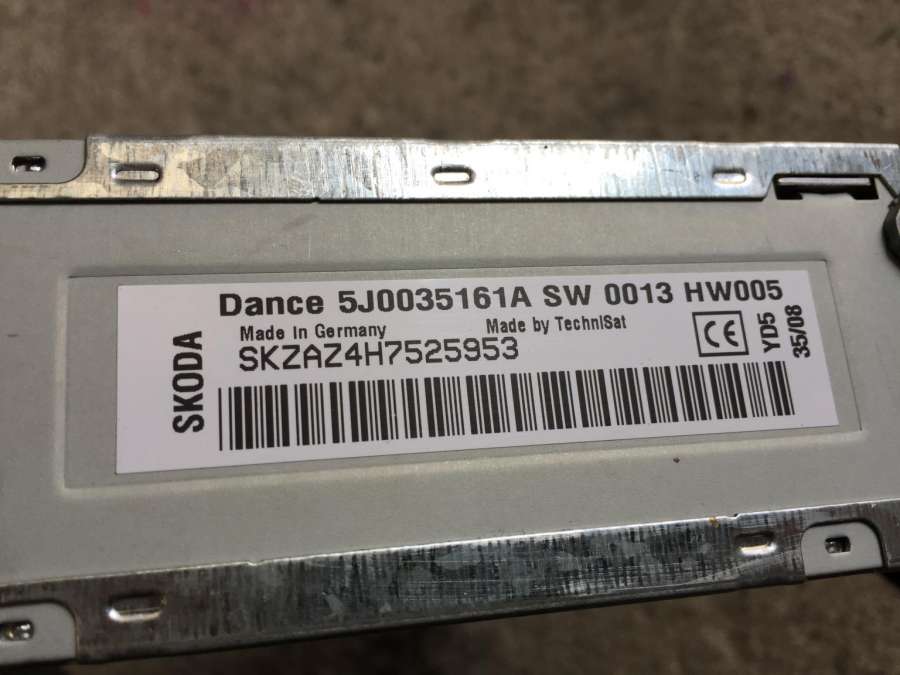 SKODA
Dance 5J0035161A SW 0013 HW005
Made In Germany
Made by TechniSat
SKZAZ4H7525953
CE
YD5
35/08